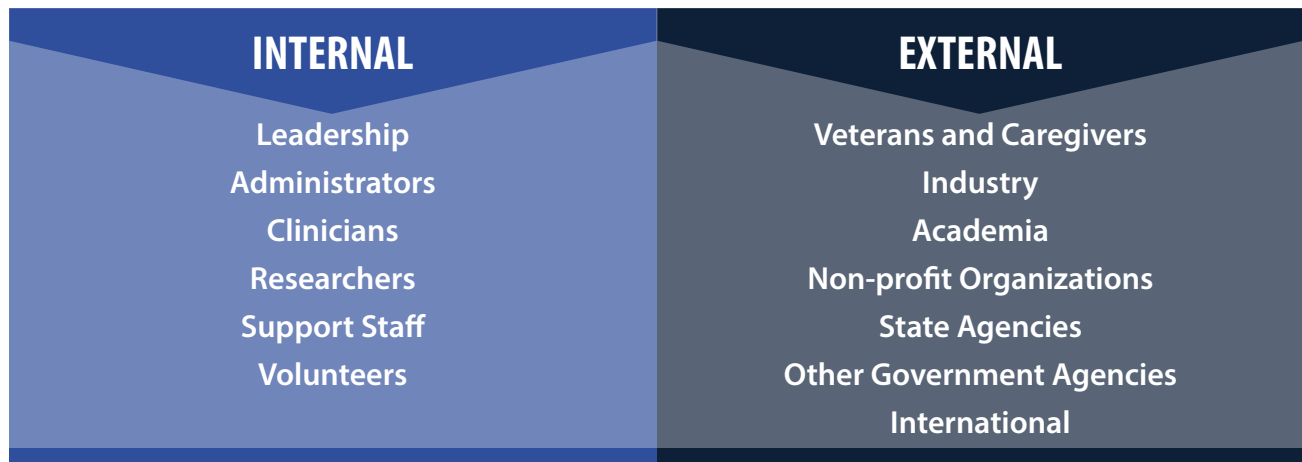 INTERNAL
Leadership
Administrators
Clinicians
Researchers
Support Staff
Volunteers
EXTERNAL
Veterans and Caregivers
Industry
Academia
Non-profit Organizations
State Agencies
Other Government Agencies
International